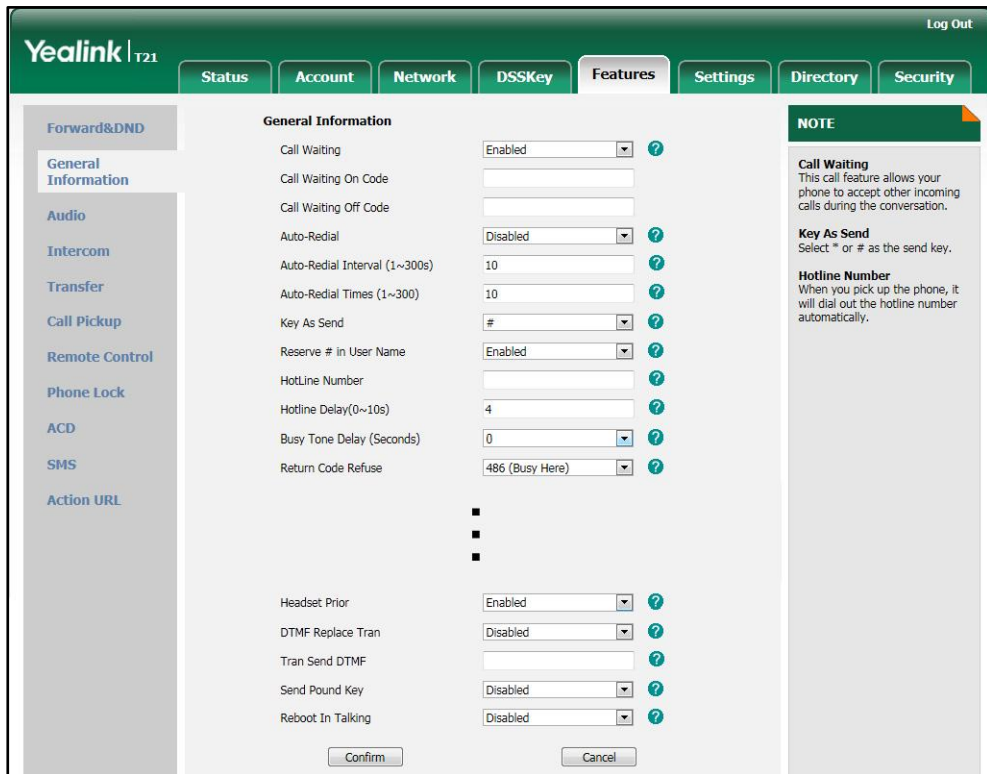 Log Out
Yealink T21
Status Account Network DSSKey Features Settings Directory Security
Forward&DND
General
Information
Audio
Intercom
Transfer
Call Pickup
Remote Control
Phone Lock
ACD
SMS
Action URL
General Information
Call Waiting Enabled ?
Call Waiting On Code
Call Waiting Off Code
Auto-Redial Disabled ?
Auto-Redial Interval (1~300s) 10 ?
Auto-Redial Times (1~300) 10 ?
Key As Send # ?
Reserve # in User Name Enabled ?
HotLine Number ?
Hotline Delay(0~10s) 4 ?
Busy Tone Delay (Seconds) 0 ?
Return Code Refuse 486 (Busy Here) ?
Headset Prior Enabled ?
DTMF Replace Tran Disabled ?
Tran Send DTMF ?
Send Pound Key Disabled ?
Reboot In Talking Disabled ?
Confirm Cancel
NOTE
Call Waiting
This call feature allows your
phone to accept other incoming
calls during the conversation.
Key As Send
Select * or # as the send key.
Hotline Number
When you pick up the phone, it
will dial out the hotline number
automatically.